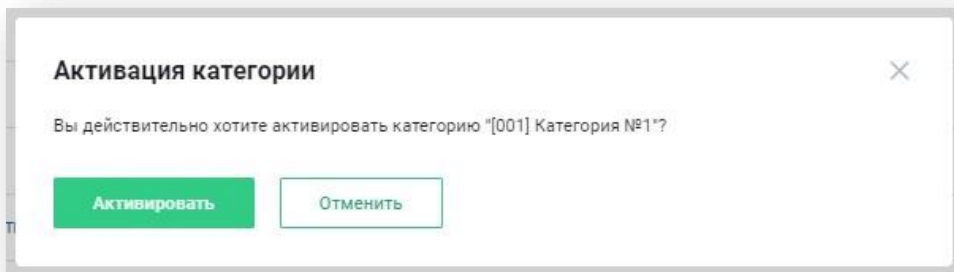 Активация категории
Вы действительно хотите активировать категорию "[001] Категория №1"?
Активировать
Отменить